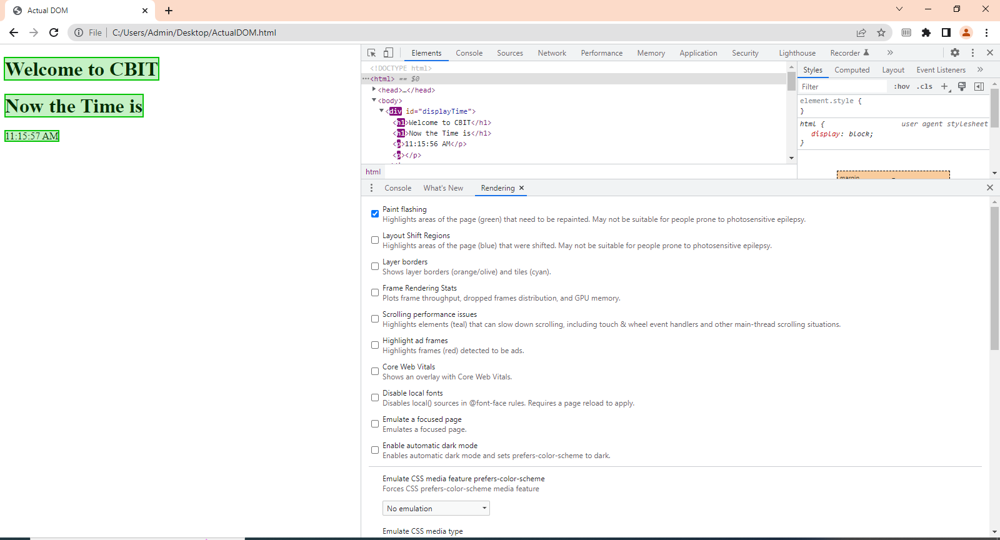 Actual DOM
File C:/Users/Admin/Desktop/ActualDOM.html
Welcome to CBIT
Now the Time is
11:15:57 AM
Elements Console Sources Network Performance Memory Application Security Lighthouse Recorder
<!DOCTYPE html>
<html> == $0
<head>…</head>
<body>
<div id="displayTime">
<h1>Welcome to CBIT</h1>
<h1>Now the Time is</h1>
<p>11:15:56 AM</p>
<p></p>
html
Styles Computed Layout Event Listeners
Filter :hov .cls
element.style {
}
html { user agent stylesheet
display: block;
}
margin
Console What's New Rendering
Paint flashing
Highlights areas of the page (green) that need to be repainted. May not be suitable for people prone to photosensitive epilepsy.
Layout Shift Regions
Highlights areas of the page (blue) that were shifted. May not be suitable for people prone to photosensitive epilepsy.
Layer borders
Shows layer borders (orange/olive) and tiles (cyan).
Frame Rendering Stats
Plots frame throughput, dropped frames distribution, and GPU memory.
Scrolling performance issues
Highlights elements (teal) that can slow down scrolling, including touch & wheel event handlers and other main-thread scrolling situations.
Highlight ad frames
Highlights frames (red) detected to be ads.
Core Web Vitals
Shows an overlay with Core Web Vitals.
Disable local fonts
Disables local() sources in @font-face rules. Requires a page reload to apply.
Emulate a focused page
Emulates a focused page.
Enable automatic dark mode
Enables automatic dark mode and sets prefers-color-scheme to dark.
Emulate CSS media feature prefers-color-scheme
Forces CSS prefers-color-scheme media feature
No emulation
Emulate CSS media type